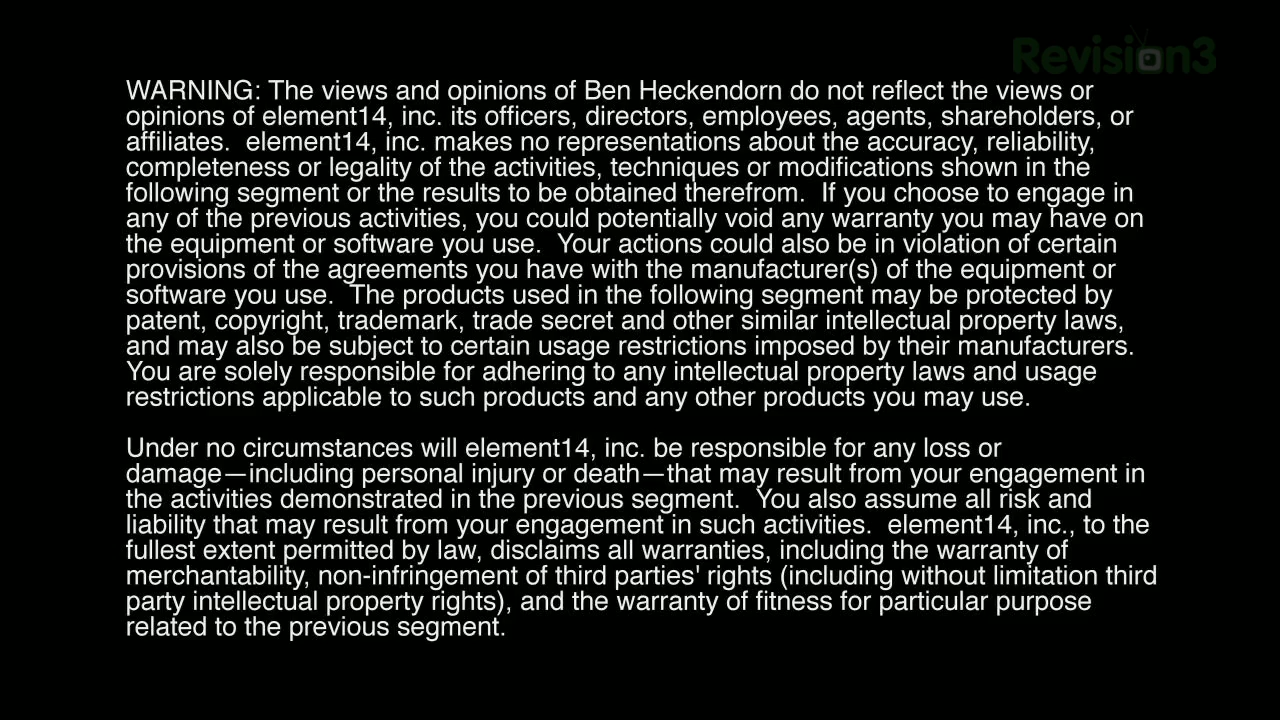 Revision3
WARNING: The views and opinions of Ben Heckendorn do not reflect the views or
opinions of element14, inc. its officers, directors, employees, agents, shareholders, or
affiliates.  element14, inc. makes no representations about the accuracy, reliability,
completeness or legality of the activities, techniques or modifications shown in the
following segment or the results to be obtained therefrom.  If you choose to engage in
any of the previous activities, you could potentially void any warranty you may have on
the equipment or software you use.  Your actions could also be in violation of certain
provisions of the agreements you have with the manufacturer(s) of the equipment or
software you use.  The products used in the following segment may be protected by
patent, copyright, trademark, trade secret and other similar intellectual property laws,
and may also be subject to certain usage restrictions imposed by their manufacturers.
You are solely responsible for adhering to any intellectual property laws and usage
restrictions applicable to such products and any other products you may use.
Under no circumstances will element14, inc. be responsible for any loss or
damage—including personal injury or death—that may result from your engagement in
the activities demonstrated in the previous segment.  You also assume all risk and
liability that may result from your engagement in such activities.  element14, inc., to the
fullest extent permitted by law, disclaims all warranties, including the warranty of
merchantability, non-infringement of third parties' rights (including without limitation third
party intellectual property rights), and the warranty of fitness for particular purpose
related to the previous segment.